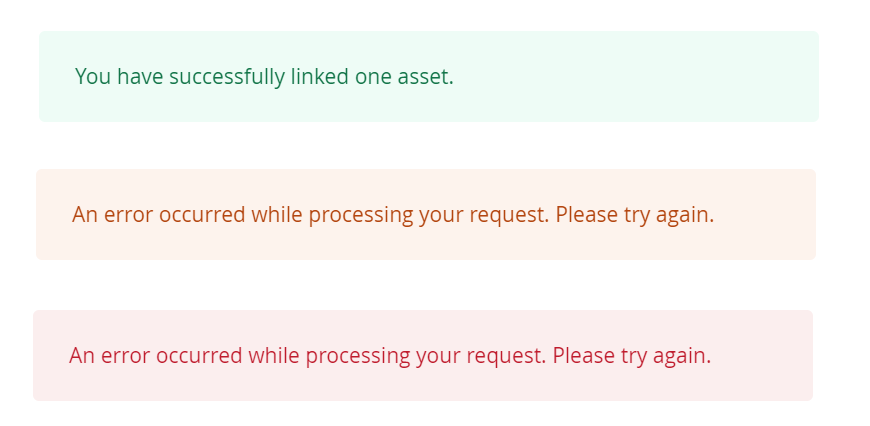 You have successfully linked one asset.
An error occurred while processing your request. Please try again.
An error occurred while processing your request. Please try again.